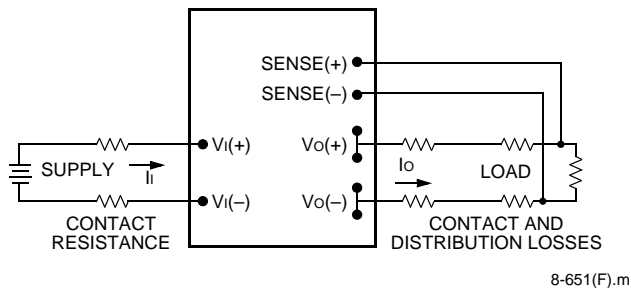 SENSE(+)
SENSE(–)
VI(+)
VO(+)
SUPPLY
II
IO
LOAD
VI(–)
VO(–)
CONTACT
RESISTANCE
CONTACT AND
DISTRIBUTION LOSSES
8-651(F).m